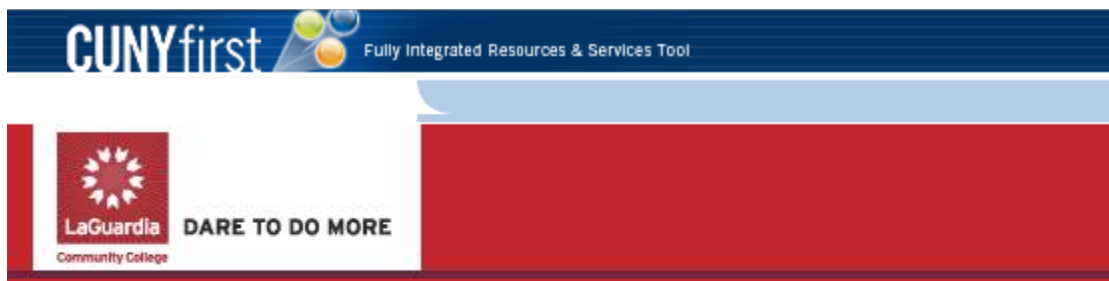 CUNYfirst
Fully Integrated Resources & Services Tool
LaGuardia
DARE TO DO MORE
Community College